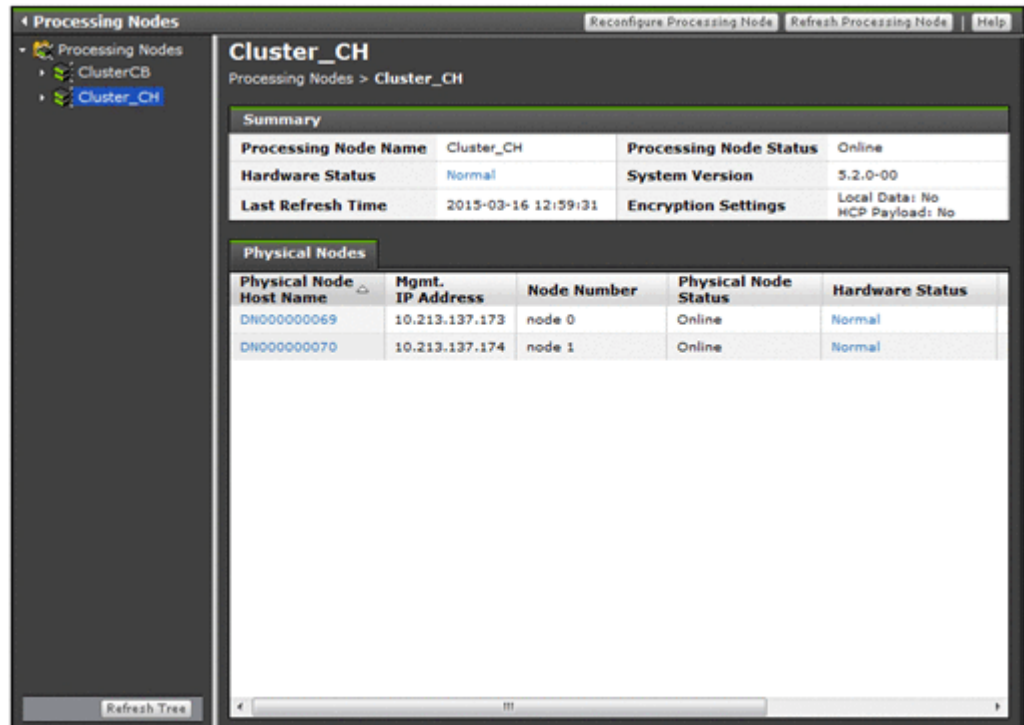 Processing Nodes
Reconfigure Processing Node Refresh Processing Node | Help
Processing Nodes
ClusterCB
Cluster_CH
Cluster_CH
Processing Nodes > Cluster_CH
Summary
Processing Node Name Cluster_CH Processing Node Status Online
Hardware Status Normal System Version 5.2.0-00
Last Refresh Time 2015-03-16 12:59:31 Encryption Settings Local Data: No
HCP Payload: No
Physical Nodes
Physical Node Host Name Mgmt. IP Address Node Number Physical Node Status Hardware Status
DN000000069 10.213.137.173 node 0 Online Normal
DN000000070 10.213.137.174 node 1 Online Normal
Refresh Tree